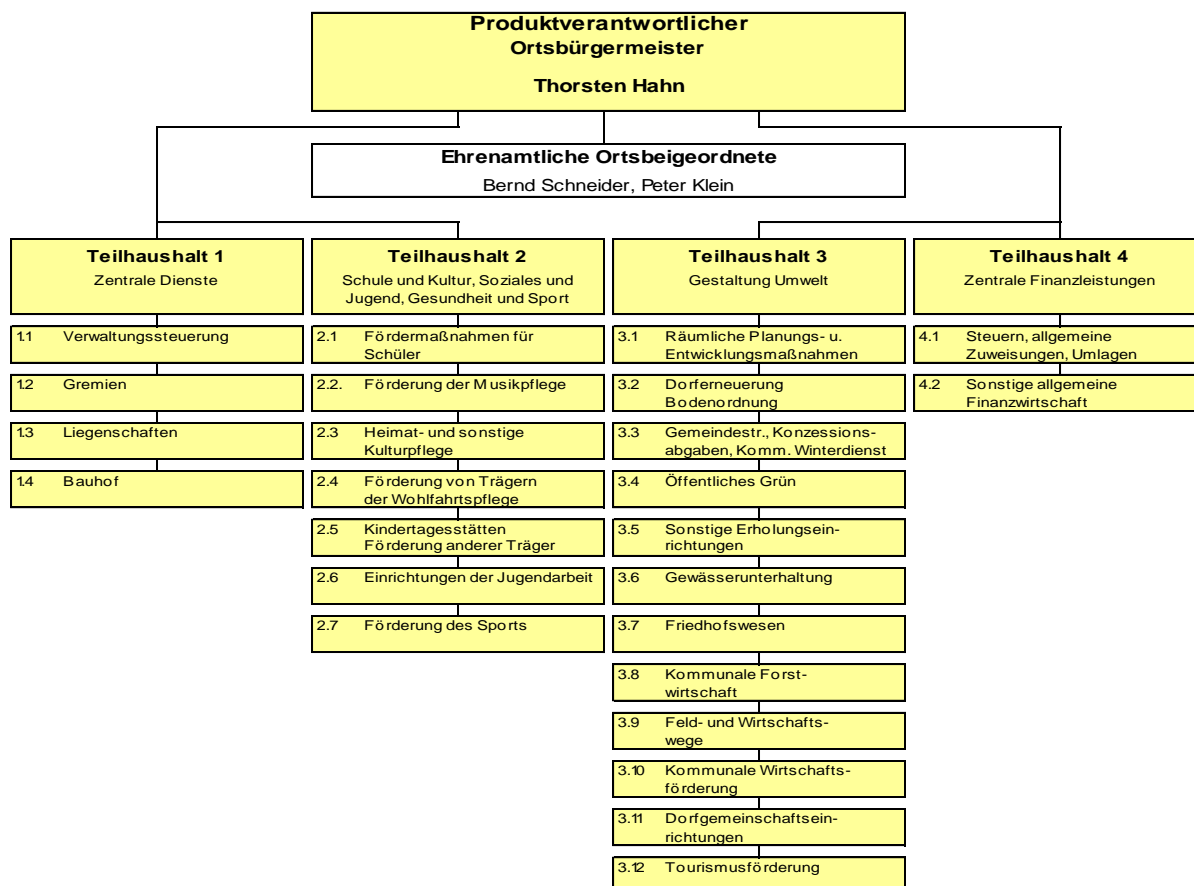 Produktverantwortlicher
Ortsbürgermeister
Thorsten Hahn
Ehrenamtliche Ortsbeigeordnete
Bernd Schneider, Peter Klein
Teilhaushalt 1
Zentrale Dienste
1.1 Verwaltungssteuerung
1.2 Gremien
1.3 Liegenschaften
1.4 Bauhof
Teilhaushalt 2
Schule und Kultur, Soziales und
Jugend, Gesundheit und Sport
2.1 Fördermaßnahmen für
Schüler
2.2. Förderung der Musikpflege
2.3 Heimat- und sonstige
Kulturpflege
2.4 Förderung von Trägern
der Wohlfahrtspflege
2.5 Kindertagesstätten
Förderung anderer Träger
2.6 Einrichtungen der Jugendarbeit
2.7 Förderung des Sports
Teilhaushalt 3
Gestaltung Umwelt
3.1 Räumliche Planungs- u.
Entwicklungsmaßnahmen
3.2 Dorferneuerung
Bodenordnung
3.3 Gemeindestr., Konzessions-
abgaben, Komm. Winterdienst
3.4 Öffentliches Grün
3.5 Sonstige Erholungsein-
richtungen
3.6 Gewässerunterhaltung
3.7 Friedhofswesen
3.8 Kommunale Forst-
wirtschaft
3.9 Feld- und Wirtschafts-
wege
3.10 Kommunale Wirtschafts-
förderung
3.11 Dorfgemeinschaftsein-
richtungen
3.12 Tourismusförderung
Teilhaushalt 4
Zentrale Finanzleistungen
4.1 Steuern, allgemeine
Zuweisungen, Umlagen
4.2 Sonstige allgemeine
Finanzwirtschaft